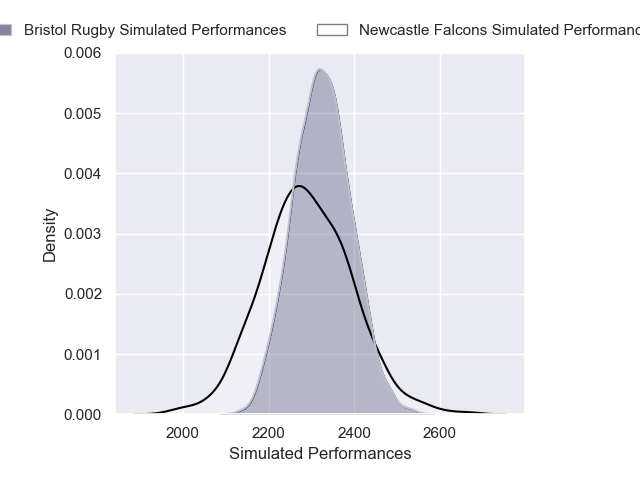 Bristol Rugby Simulated Performances
Newcastle Falcons Simulated
0.006
0.005
0.004
0.003
0.002
0.001
0.000
Density
2000 2200 2400 2600
Simulated Performances